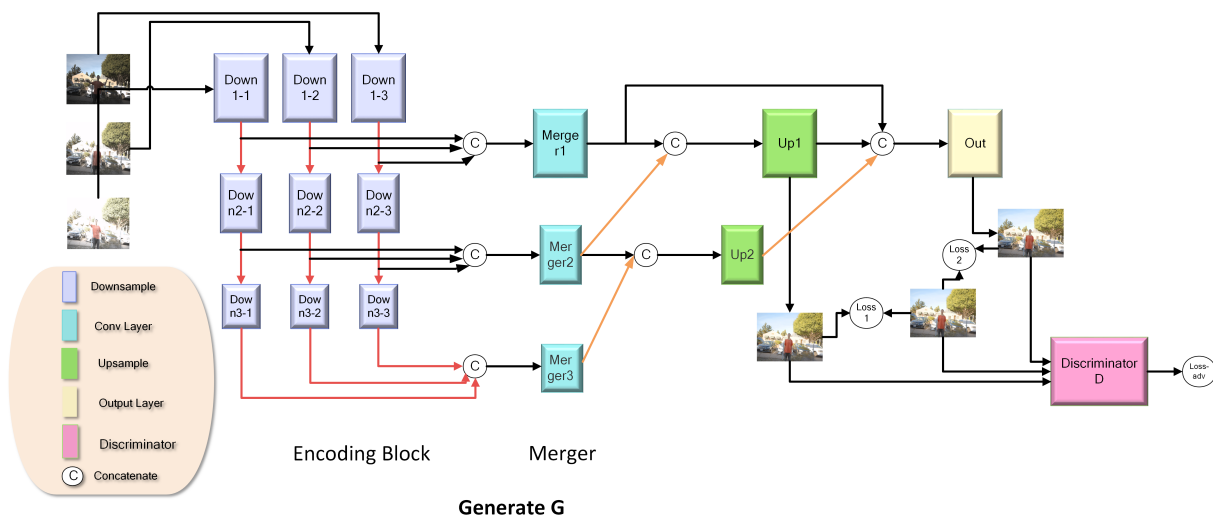 Down
1-1
Down
1-2
Down
1-3
C
Merge
r1
C
Up1
C
Out
Dow
n2-1
Dow
n2-2
Dow
n2-3
C
Mer
ger2
C
Up2
Loss
2
Dow
n3-1
Dow
n3-2
Dow
n3-3
Loss
1
C
Mer
ger3
Discriminator
D
Loss-
adv
Downsample
Conv Layer
Upsample
Output Layer
Discriminator
C
Concatenate
Encoding Block
Merger
Generate G